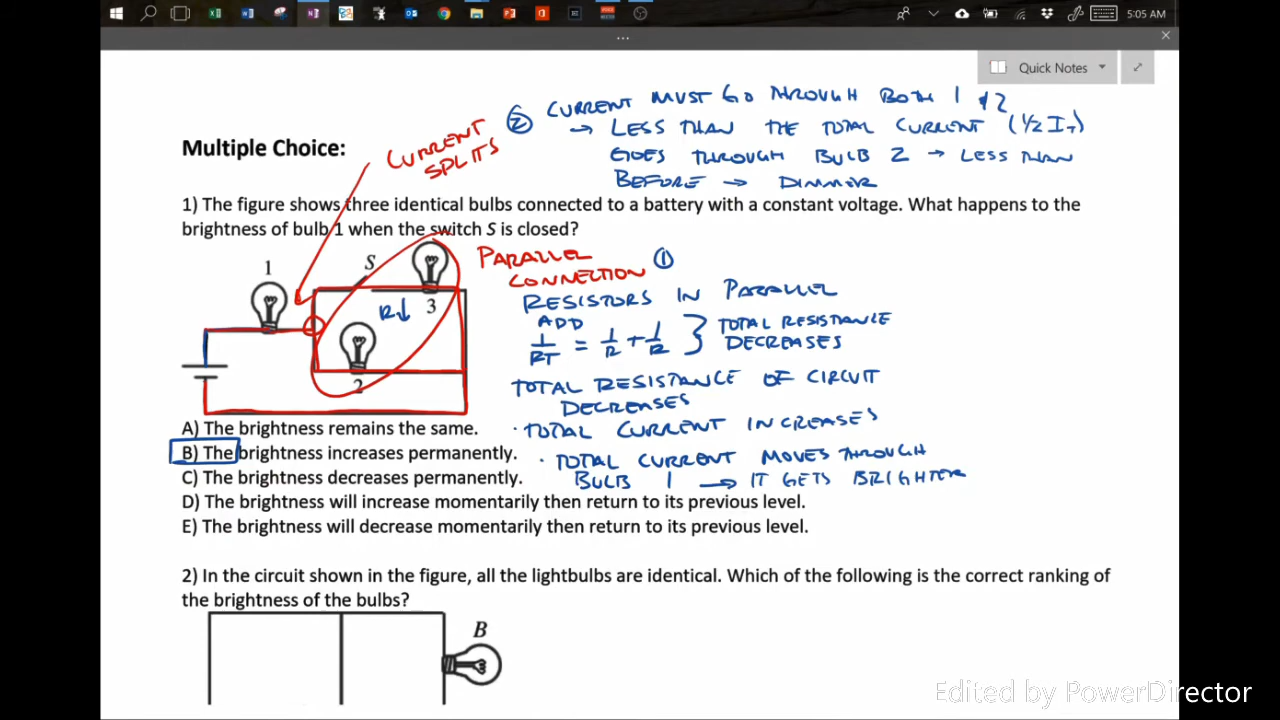 5:05 AM
Quick Notes
② CURRENT MUST GO THROUGH BOTH 1 & 2
→ LESS THAN THE TOTAL CURRENT (1/2 IT)
GOES THROUGH BULB 2 → LESS THAN
BEFORE → DIMMER
CURRENT
SPLITS
Multiple Choice:
1) The figure shows three identical bulbs connected to a battery with a constant voltage. What happens to the
brightness of bulb 1 when the switch S is closed?
1
S
3
2
R↓
PARALLEL
CONNECTION ①
RESISTORS IN PARALLEL
ADD
1/RT = 1/R + 1/R } TOTAL RESISTANCE
DECREASES
TOTAL RESISTANCE OF CIRCUIT
DECREASES
· TOTAL CURRENT INCREASES
· TOTAL CURRENT MOVES THROUGH
BULB 1 → IT GETS BRIGHTER
A) The brightness remains the same.
B) The brightness increases permanently.
C) The brightness decreases permanently.
D) The brightness will increase momentarily then return to its previous level.
E) The brightness will decrease momentarily then return to its previous level.
2) In the circuit shown in the figure, all the lightbulbs are identical. Which of the following is the correct ranking of
the brightness of the bulbs?
B
Edited by PowerDirector